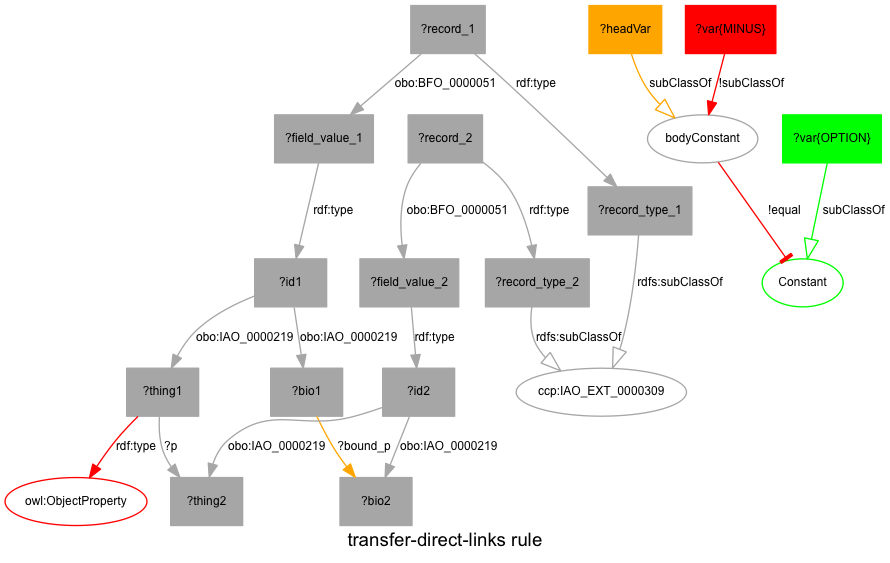 ?record_1
?headVar
?var{MINUS}
obo:BFO_0000051
rdf:type
subClassOf
!subClassOf
?field_value_1
?record_2
bodyConstant
?var{OPTION}
rdf:type
obo:BFO_0000051
rdf:type
?record_type_1
!equal
subClassOf
?id1
?field_value_2
?record_type_2
rdfs:subClassOf
Constant
obo:IAO_0000219
obo:IAO_0000219
rdf:type
rdfs:subClassOf
?thing1
?bio1
?id2
ccp:IAO_EXT_0000309
rdf:type
?p
obo:IAO_0000219
?bound_p
obo:IAO_0000219
owl:ObjectProperty
?thing2
?bio2
transfer-direct-links rule